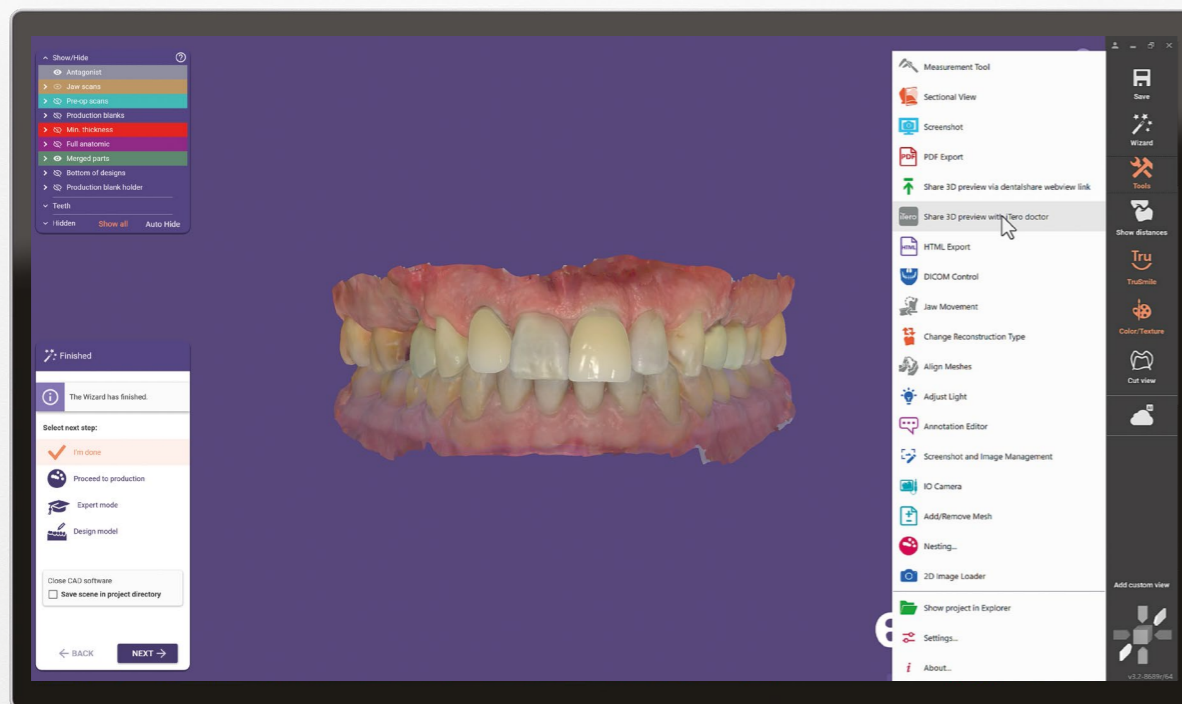 Show/Hide
Antagonist
Jaw scans
Pre-op scans
Production blanks
Min. thickness
Full anatomic
Merged parts
Bottom of designs
Production blank holder
Teeth
Hidden Show all Auto Hide
Finished
The Wizard has finished.
Select next step:
I'm done
Proceed to production
Expert mode
Design model
Close CAD software
Save scene in project directory
BACK NEXT
Measurement Tool
Sectional View
Screenshot
PDF PDF Export
Share 3D preview via dentalshare webview link
iTero Share 3D preview with iTero doctor
HTML HTML Export
DICOM Control
Jaw Movement
Change Reconstruction Type
Align Meshes
Adjust Light
Annotation Editor
Screenshot and Image Management
IO Camera
Add/Remove Mesh
Nesting...
2D Image Loader
Show project in Explorer
Settings...
i About...
Save
Wizard
Tools
Show distances
Tru
TruSmile
Color/Texture
Cut view
Add custom view
v3.2-8689r/64